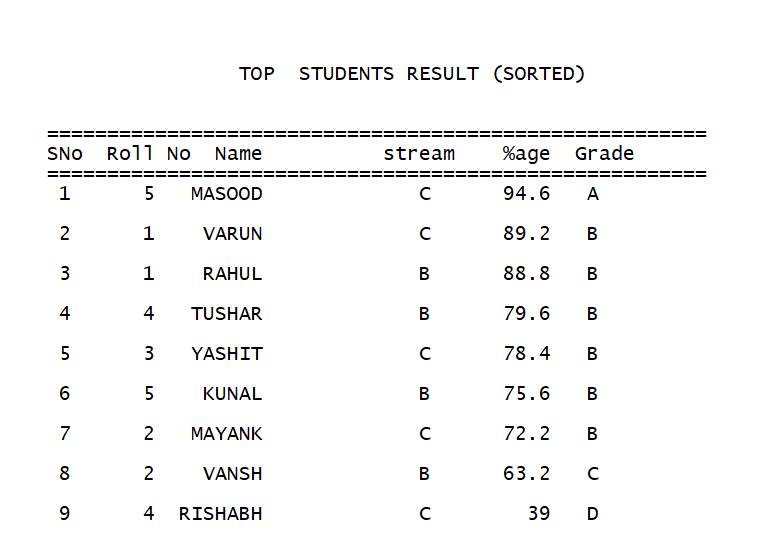 TOP  STUDENTS RESULT (SORTED)
=======================================================
SNo  Roll No  Name          stream    %age  Grade
=======================================================
 1      5   MASOOD             C      94.6   A
 2      1    VARUN             C      89.2   B
 3      1    RAHUL             B      88.8   B
 4      4   TUSHAR             B      79.6   B
 5      3   YASHIT             C      78.4   B
 6      5    KUNAL             B      75.6   B
 7      2   MAYANK             C      72.2   B
 8      2    VANSH             B      63.2   C
 9      4  RISHABH             C        39   D